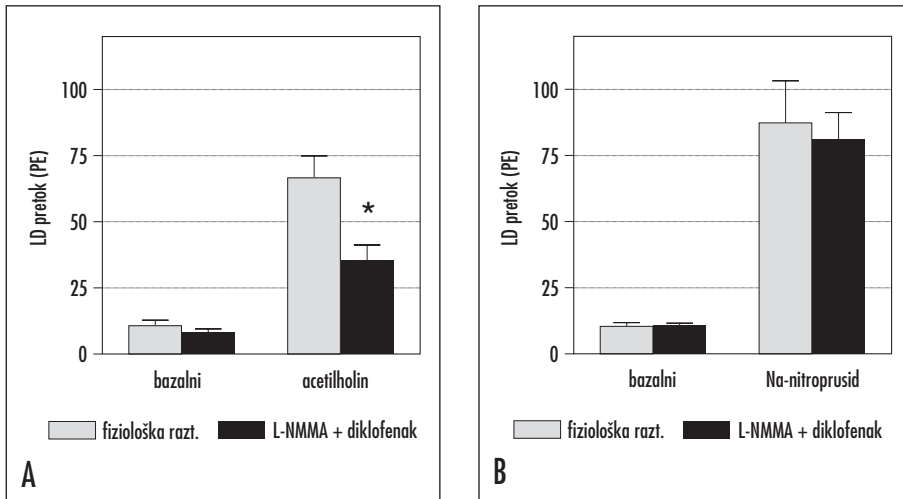 LD pretok (PE)
100
75
50
25
0
*
bazalni
acetilholin
fiziološka razt.
L-NMMA + diklofenak
A
LD pretok (PE)
100
75
50
25
0
bazalni
Na-nitroprusid
fiziološka razt.
L-NMMA + diklofenak
B